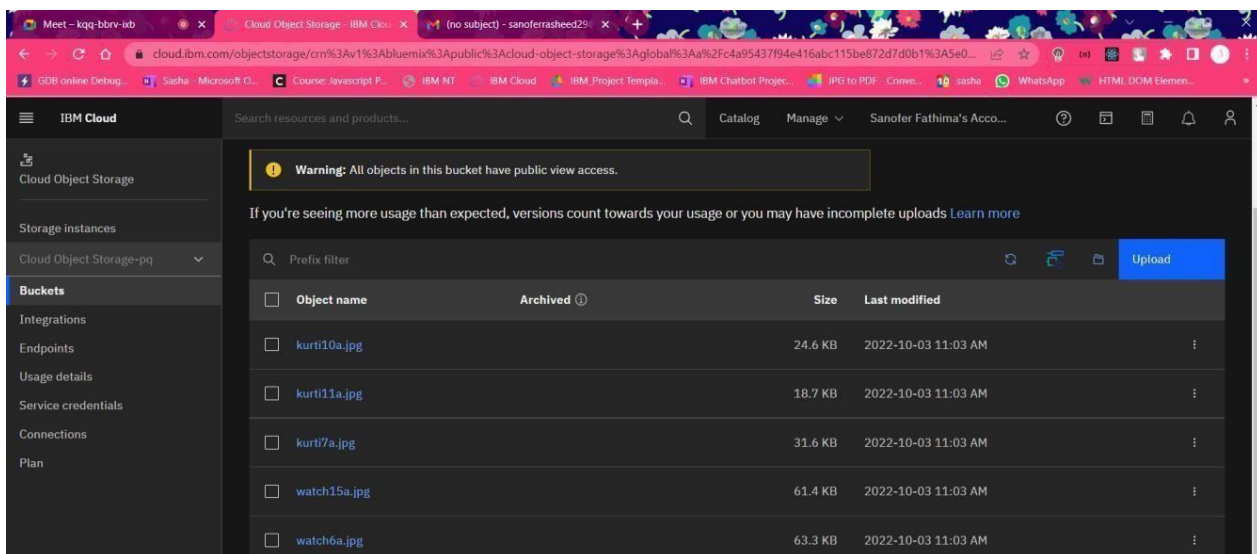 Meet – kqq-bbrv-ixb
Cloud Object Storage - IBM Clou
(no subject) - sanoferrasheed29
cloud.ibm.com/objectstorage/crn%3Av1%3Abluemix%3Apublic%3Acloud-object-storage%3Aglobal%3Aa%2Fc4a95437f94e416abc115be872d7d0b1%3A5e0...
GDB online Debug... Sasha - Microsoft O... Course: Javascript P... IBM NT IBM Cloud IBM_Project Templa... IBM Chatbot Projec... JPG to PDF - Conve... sasha WhatsApp HTML DOM Elemen...
IBM Cloud Search resources and products... Catalog Manage Sanofer Fathima's Acco...
Cloud Object Storage
Storage instances
Cloud Object Storage-pq
Buckets
Integrations
Endpoints
Usage details
Service credentials
Connections
Plan
Warning: All objects in this bucket have public view access.
If you're seeing more usage than expected, versions count towards your usage or you may have incomplete uploads Learn more
Prefix filter Upload
Object name Archived Size Last modified
kurti10a.jpg 24.6 KB 2022-10-03 11:03 AM
kurti11a.jpg 18.7 KB 2022-10-03 11:03 AM
kurti7a.jpg 31.6 KB 2022-10-03 11:03 AM
watch15a.jpg 61.4 KB 2022-10-03 11:03 AM
watch6a.jpg 63.3 KB 2022-10-03 11:03 AM